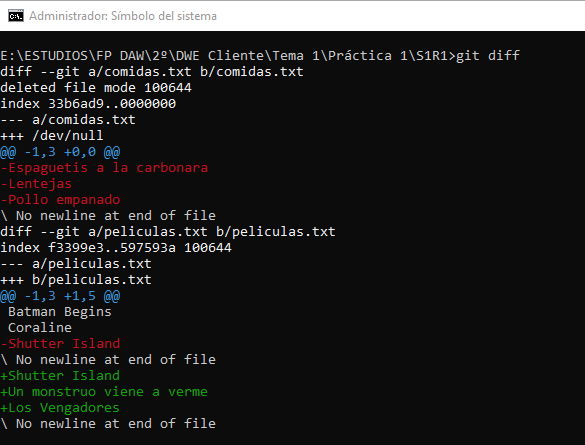 Administrador: Símbolo del sistema
E:\ESTUDIOS\FP DAW\2º\DWE Cliente\Tema 1\Práctica 1\S1R1>git diff
diff --git a/comidas.txt b/comidas.txt
deleted file mode 100644
index 33b6ad9..0000000
--- a/comidas.txt
+++ /dev/null
@@ -1,3 +0,0 @@
-Espaguetis a la carbonara
-Lentejas
-Pollo empanado
\ No newline at end of file
diff --git a/peliculas.txt b/peliculas.txt
index f3399e3..597593a 100644
--- a/peliculas.txt
+++ b/peliculas.txt
@@ -1,3 +1,5 @@
 Batman Begins
 Coraline
-Shutter Island
\ No newline at end of file
+Shutter Island
+Un monstruo viene a verme
+Los Vengadores
\ No newline at end of file